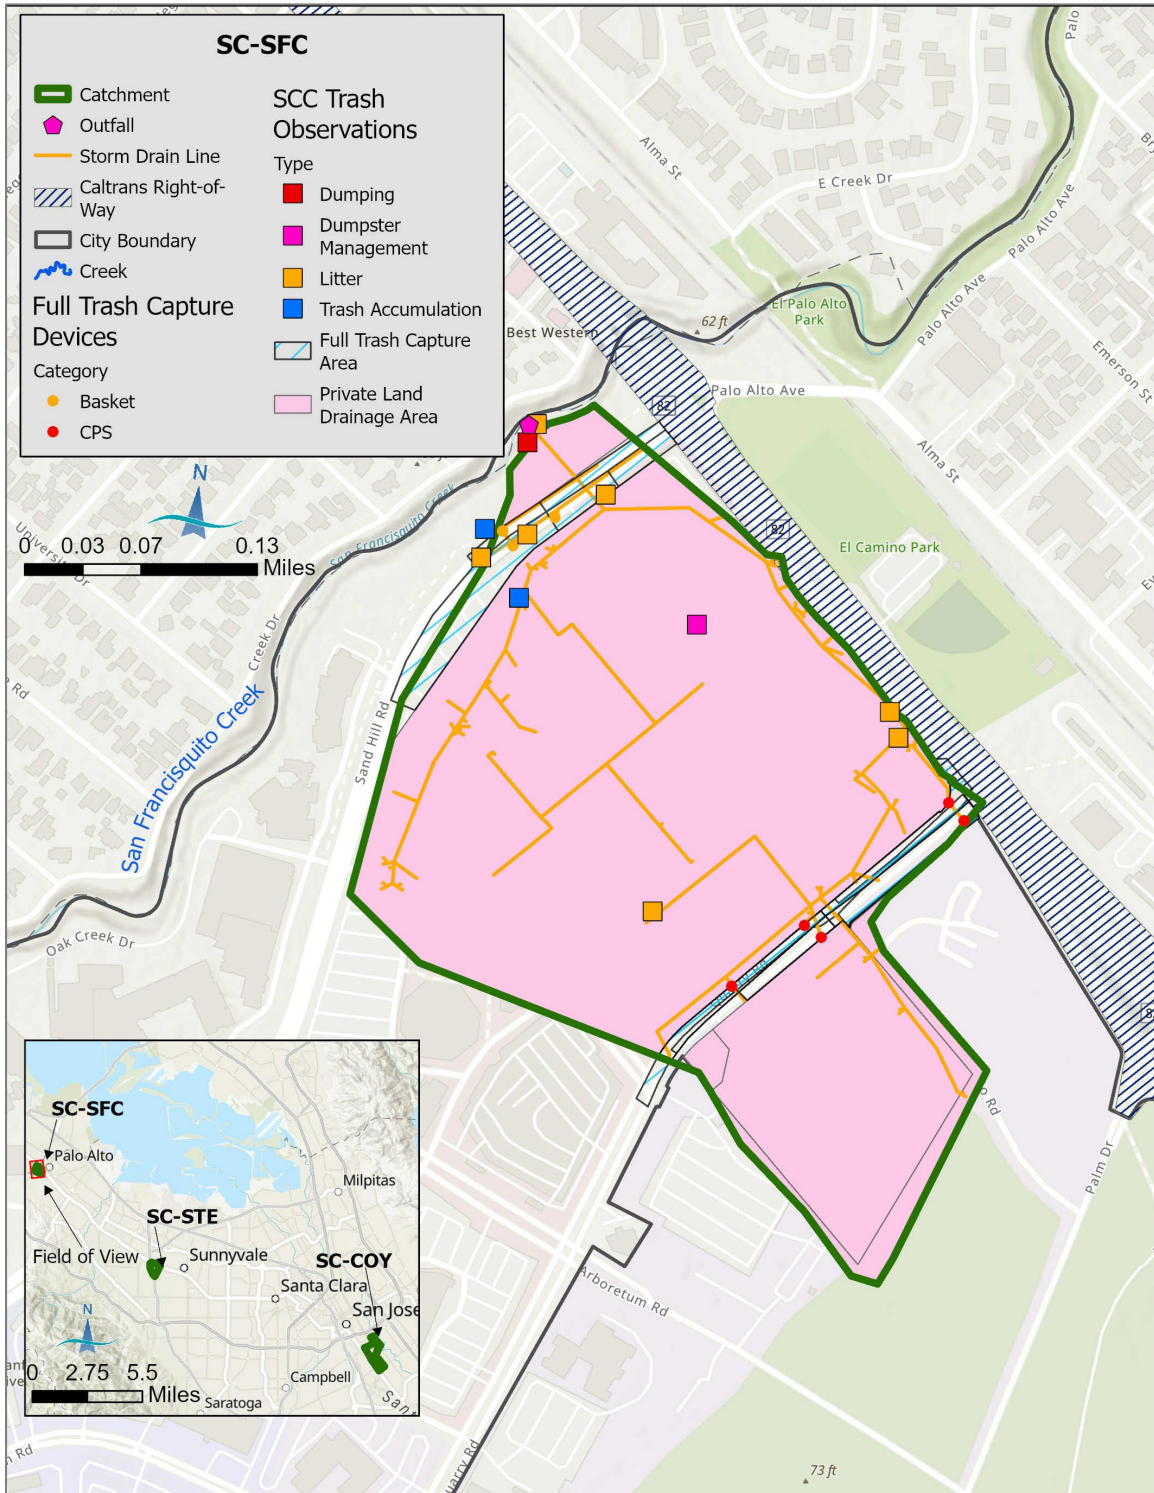 SC-SFC
Catchment
Outfall
Storm Drain Line
Caltrans Right-of-
Way
City Boundary
Creek
Full Trash Capture
Devices
Category
Basket
CPS
SCC Trash
Observations
Type
Dumping
Dumpster
Management
Litter
Trash Accumulation
Full Trash Capture
Area
Private Land
Drainage Area
N
0 0.03 0.07 0.13
Miles
Palo
Alma St
E Creek Dr
Palo Alto Ave
El Palo Alto
Park
Palo Alto Ave
62 ft
Best Western
Emerson St
Palo Alto Ave
82
Alma St
82
El Camino Park
San Francisquito Creek
University Dr
Creek Dr
San Francisquito Creek
Sand Hill Rd
Oak Creek Dr
Palm Dr
Arboretum Rd
73 ft
SC-SFC
Palo Alto
Milpitas
SC-STE
Field of View
Sunnyvale
SC-COY
Santa Clara
San Jose
N
0 2.75 5.5
Miles
Campbell
Saratoga